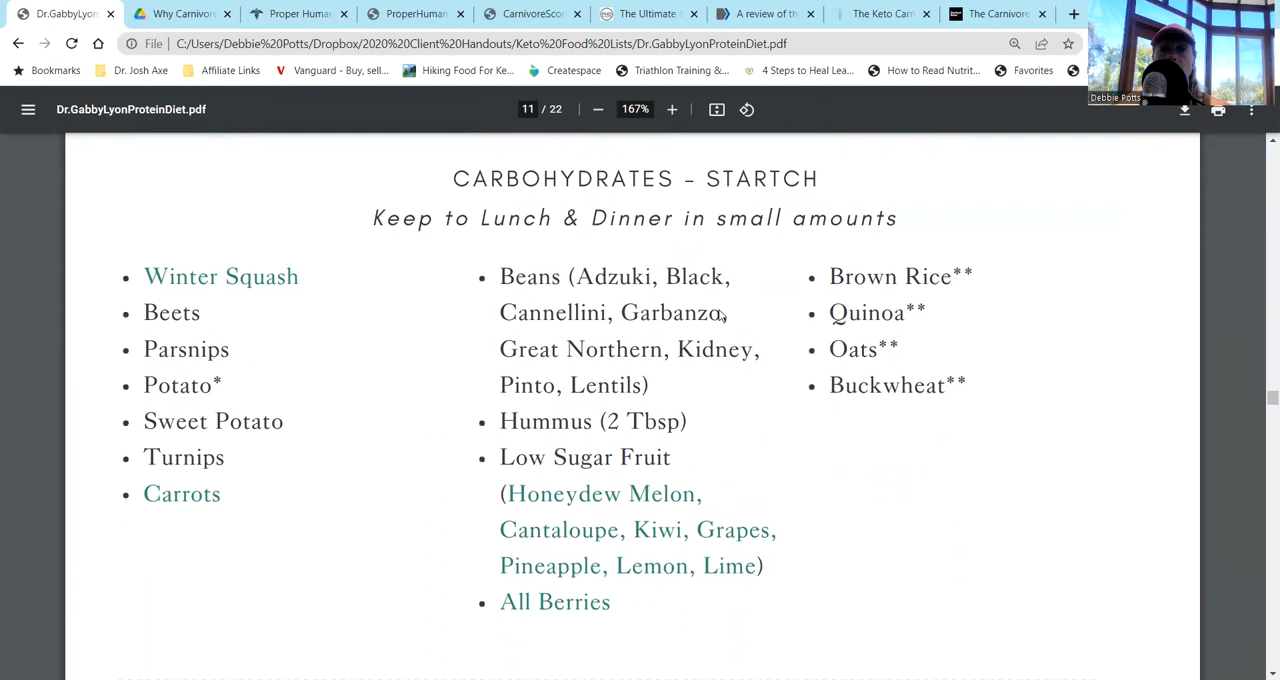 Dr.GabbyLyon
Why Carnivore
Proper Human
ProperHuman
CarnivoreScor
The Ultimate
A review of th
The Keto Carn
The Carnivore
File
C:/Users/Debbie%20Potts/Dropbox/2020%20Client%20Handouts/Keto%20Food%20Lists/Dr.GabbyLyonProteinDiet.pdf
Bookmarks
Dr. Josh Axe
Affiliate Links
Vanguard - Buy, sell...
Hiking Food For Ke...
Createspace
Triathlon Training &...
4 Steps to Heal Lea...
How to Read Nutrit...
Favorites
Debbie Potts
Dr.GabbyLyonProteinDiet.pdf
11 / 22
167%
CARBOHYDRATES – STARTCH
Keep to Lunch & Dinner in small amounts
• Winter Squash
• Beets
• Parsnips
• Potato*
• Sweet Potato
• Turnips
• Carrots
• Beans (Adzuki, Black,
Cannellini, Garbanzo,
Great Northern, Kidney,
Pinto, Lentils)
• Hummus (2 Tbsp)
• Low Sugar Fruit
(Honeydew Melon,
Cantaloupe, Kiwi, Grapes,
Pineapple, Lemon, Lime)
• All Berries
• Brown Rice**
• Quinoa**
• Oats**
• Buckwheat**